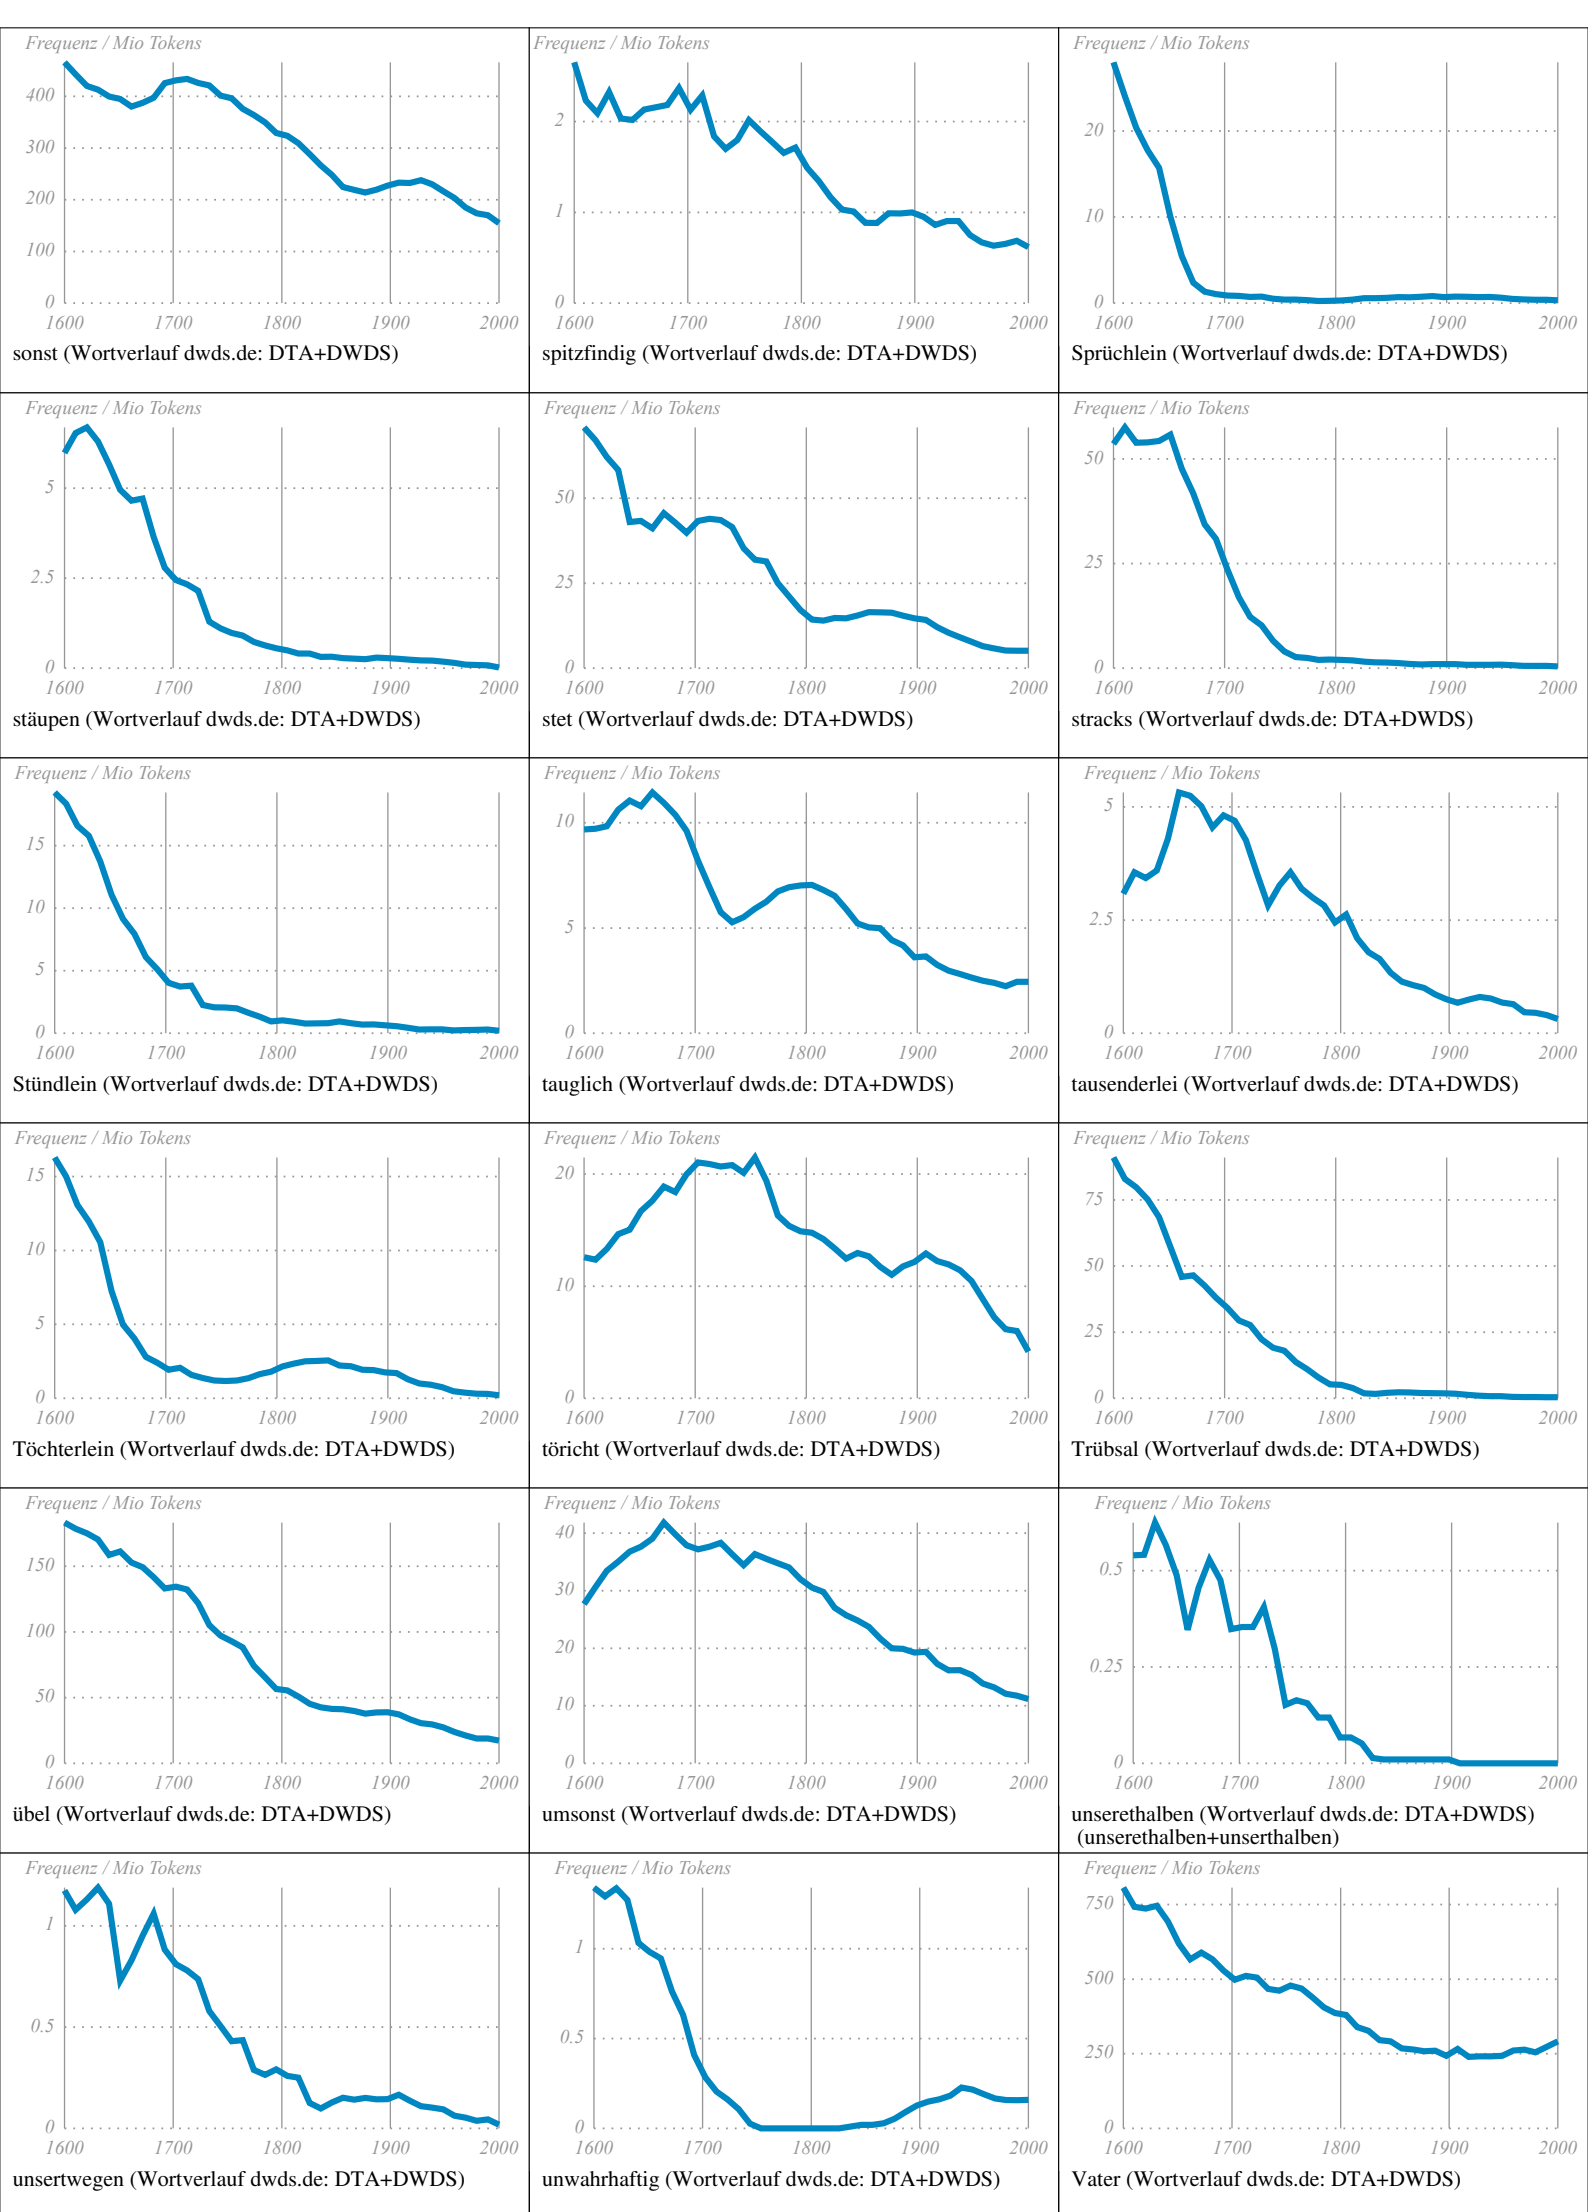 Frequenz / Mio Tokens
400
300
200
100
0
1600 1700 1800 1900 2000
sonst (Wortverlauf dwds.de: DTA+DWDS)
Frequenz / Mio Tokens
2
1
0
1600 1700 1800 1900 2000
spitzfindig (Wortverlauf dwds.de: DTA+DWDS)
Frequenz / Mio Tokens
20
10
0
1600 1700 1800 1900 2000
Sprüchlein (Wortverlauf dwds.de: DTA+DWDS)
Frequenz / Mio Tokens
5
2.5
0
1600 1700 1800 1900 2000
stäupen (Wortverlauf dwds.de: DTA+DWDS)
Frequenz / Mio Tokens
50
25
0
1600 1700 1800 1900 2000
stet (Wortverlauf dwds.de: DTA+DWDS)
Frequenz / Mio Tokens
50
25
0
1600 1700 1800 1900 2000
stracks (Wortverlauf dwds.de: DTA+DWDS)
Frequenz / Mio Tokens
15
10
5
0
1600 1700 1800 1900 2000
Stündlein (Wortverlauf dwds.de: DTA+DWDS)
Frequenz / Mio Tokens
10
5
0
1600 1700 1800 1900 2000
tauglich (Wortverlauf dwds.de: DTA+DWDS)
Frequenz / Mio Tokens
5
2.5
0
1600 1700 1800 1900 2000
tausenderlei (Wortverlauf dwds.de: DTA+DWDS)
Frequenz / Mio Tokens
15
10
5
0
1600 1700 1800 1900 2000
Töchterlein (Wortverlauf dwds.de: DTA+DWDS)
Frequenz / Mio Tokens
20
10
0
1600 1700 1800 1900 2000
töricht (Wortverlauf dwds.de: DTA+DWDS)
Frequenz / Mio Tokens
75
50
25
0
1600 1700 1800 1900 2000
Trübsal (Wortverlauf dwds.de: DTA+DWDS)
Frequenz / Mio Tokens
150
100
50
0
1600 1700 1800 1900 2000
übel (Wortverlauf dwds.de: DTA+DWDS)
Frequenz / Mio Tokens
40
30
20
10
0
1600 1700 1800 1900 2000
umsonst (Wortverlauf dwds.de: DTA+DWDS)
Frequenz / Mio Tokens
0.5
0.25
0
1600 1700 1800 1900 2000
unserethalben (Wortverlauf dwds.de: DTA+DWDS)
(unserethalben+unserthalben)
Frequenz / Mio Tokens
1
0.5
0
1600 1700 1800 1900 2000
unsertwegen (Wortverlauf dwds.de: DTA+DWDS)
Frequenz / Mio Tokens
1
0.5
0
1600 1700 1800 1900 2000
unwahrhaftig (Wortverlauf dwds.de: DTA+DWDS)
Frequenz / Mio Tokens
750
500
250
0
1600 1700 1800 1900 2000
Vater (Wortverlauf dwds.de: DTA+DWDS)